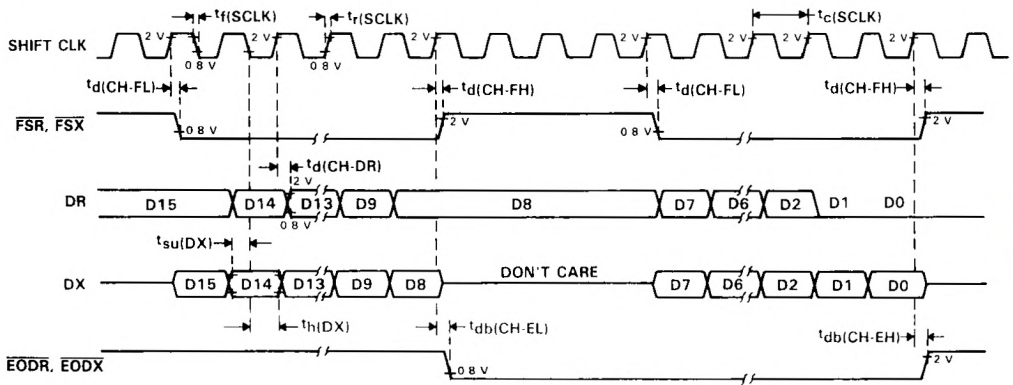 tf(SCLK) tr(SCLK) tc(SCLK)
SHIFT CLK 2 V 2 V 2 V 2 V 2 V 2 V 2 V 2 V 2 V
0 8 V 0 8 V
td(CH-FL) td(CH-FH) td(CH-FL) td(CH-FH)
FSR, FSX 0 8 V 2 V 0 8 V 2 V
td(CH-DR)
2 V
DR D15 D14 D13 D9 D8 D7 D6 D2 D1 D0
0 8 V
tsu(DX)
DX D15 D14 D13 D9 D8 DON'T CARE D7 D6 D2 D1 D0
th(DX) tdb(CH-EL) tdb(CH-EH)
EODR, EODX 0 8 V 2 V